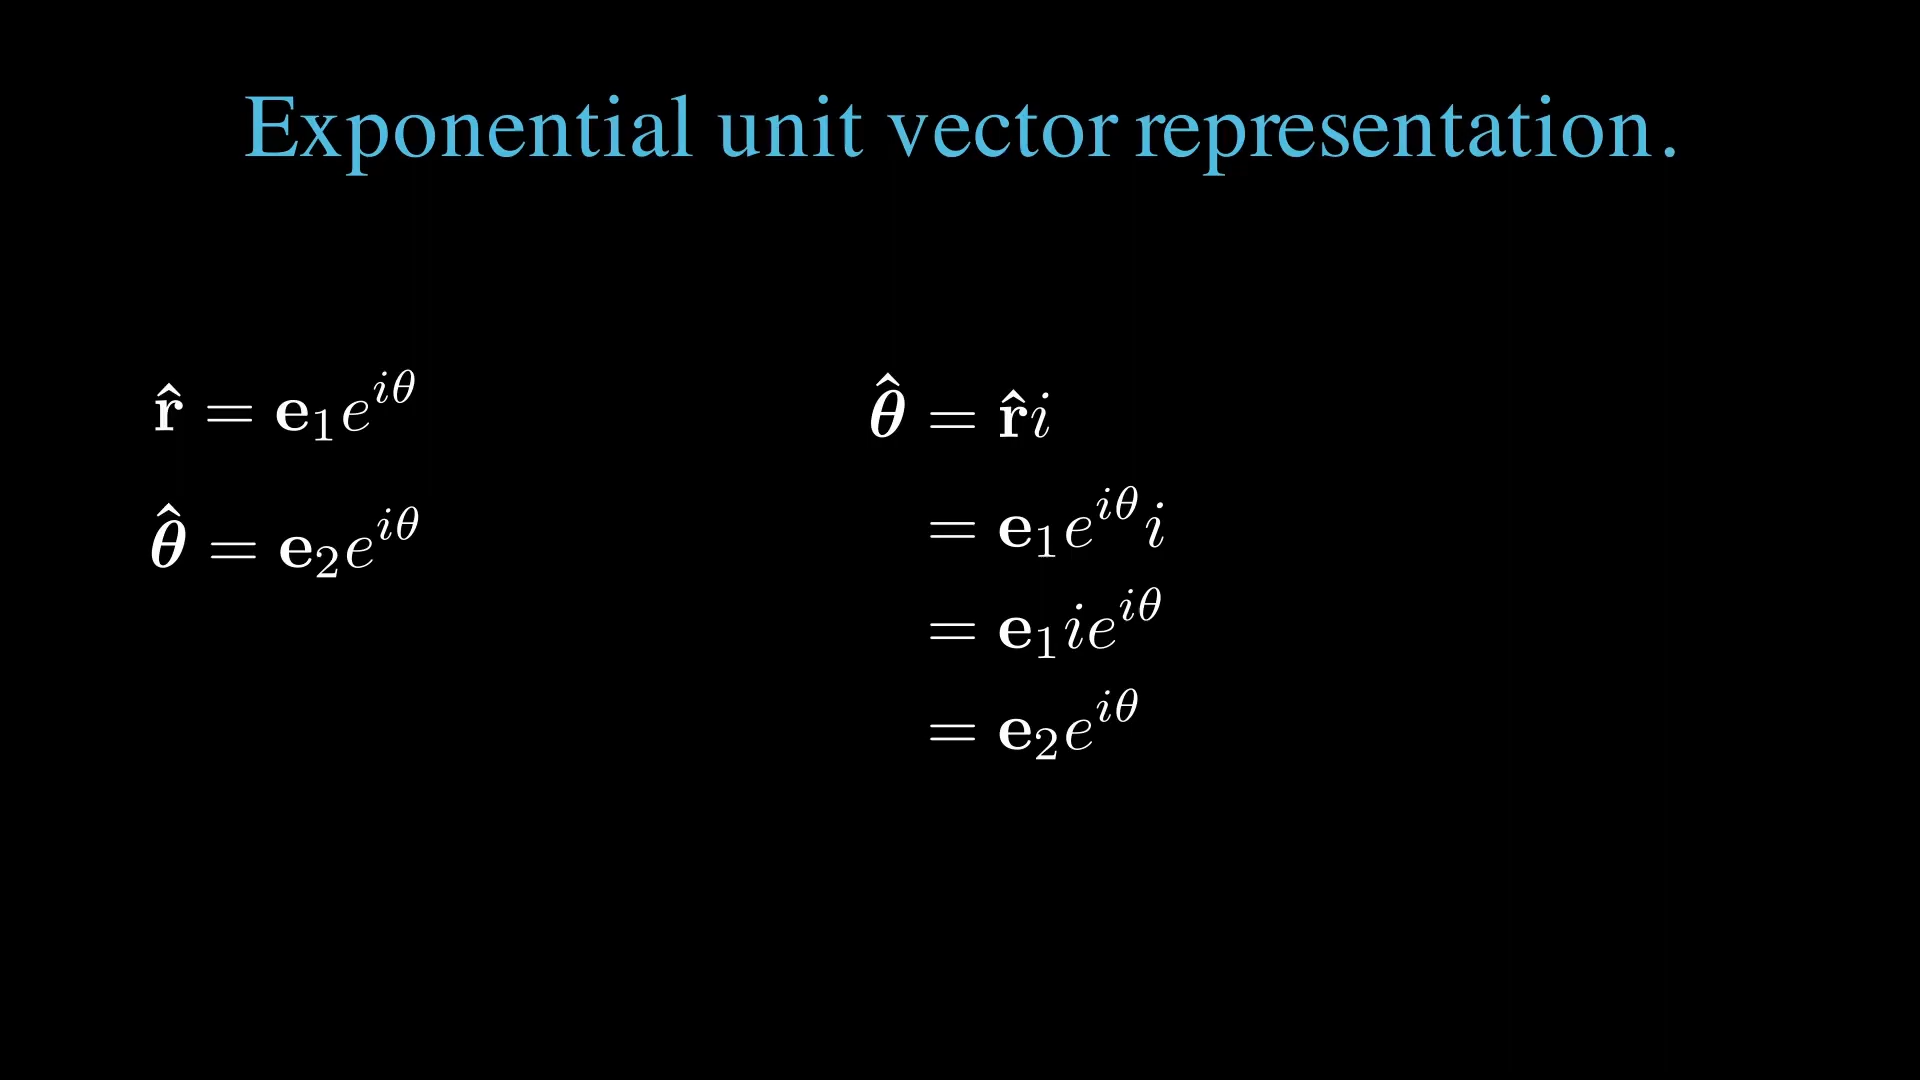 Exponential unit vector representation.
r̂ = e₁e^{iθ}
θ̂ = e₂e^{iθ}
θ̂ = r̂i
= e₁e^{iθ}i
= e₁ie^{iθ}
= e₂e^{iθ}